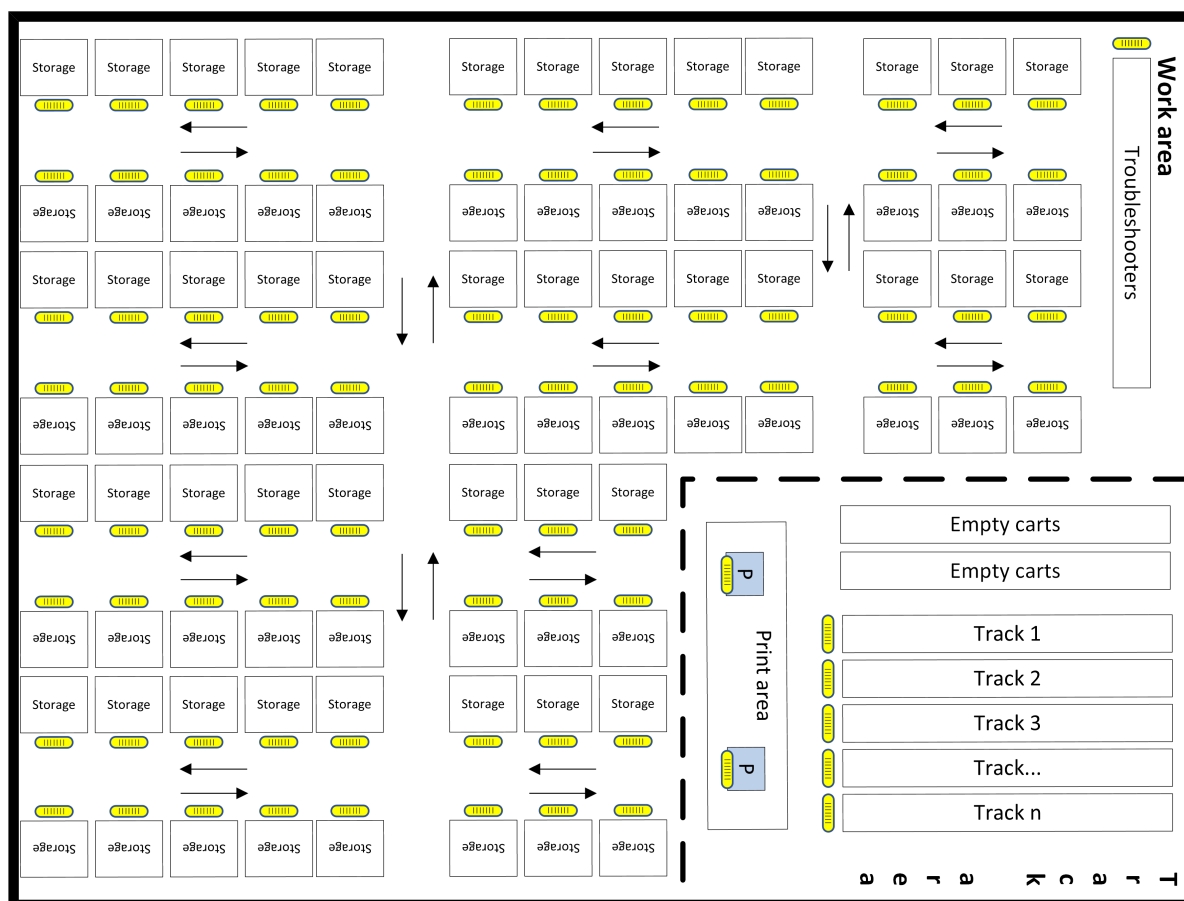 Storage Storage Storage Storage Storage Storage Storage Storage Storage Storage Storage Storage Storage
Work area
Troubleshooters
Storage Storage Storage Storage Storage Storage Storage Storage Storage Storage Storage Storage Storage
Storage Storage Storage Storage Storage Storage Storage Storage Storage Storage Storage Storage Storage
Storage Storage Storage Storage Storage Storage Storage Storage Storage Storage Storage Storage Storage
Storage Storage Storage Storage Storage Storage Storage Storage
Storage Storage Storage Storage Storage Storage Storage Storage
Storage Storage Storage Storage Storage Storage Storage Storage
Storage Storage Storage Storage Storage Storage Storage Storage
P
Print area
P
Empty carts
Empty carts
Track 1
Track 2
Track 3
Track...
Track n
Track area